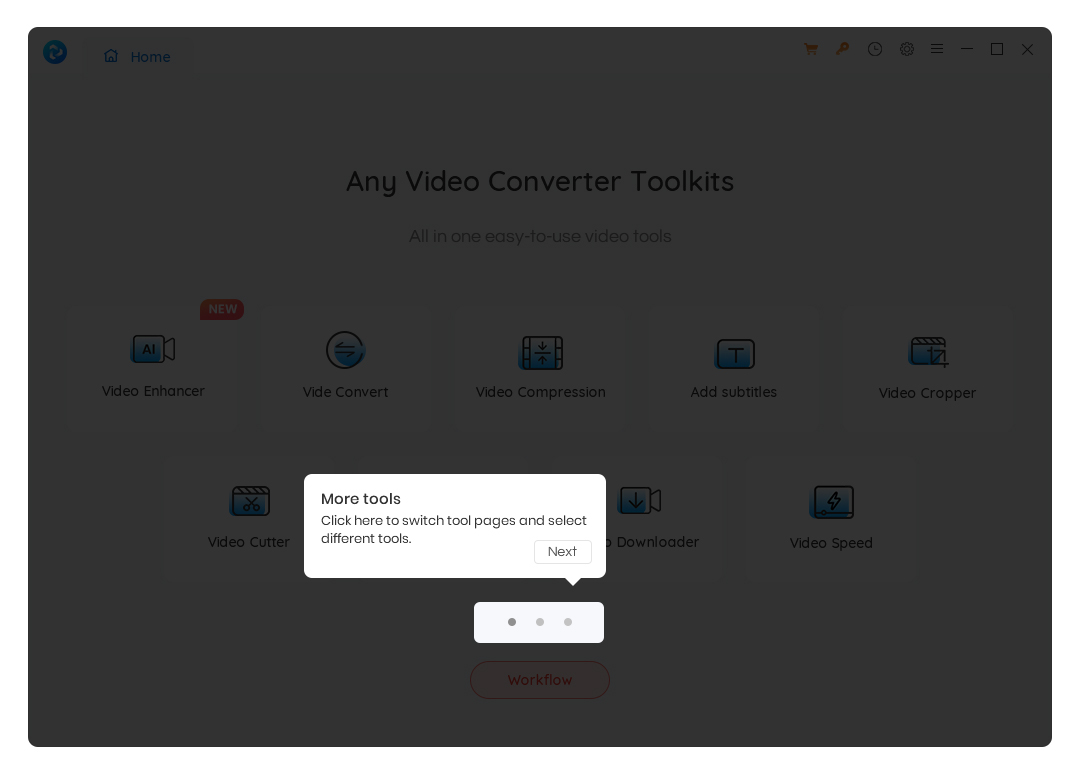 Home
Any Video Converter Toolkits
All in one easy-to-use video tools
NEW
AI
Video Enhancer
Vide Convert
Video Compression
T
Add subtitles
Video Cropper
More tools
Click here to switch tool pages and select
different tools.
Next
Video Cutter
o Downloader
Video Speed
Workflow